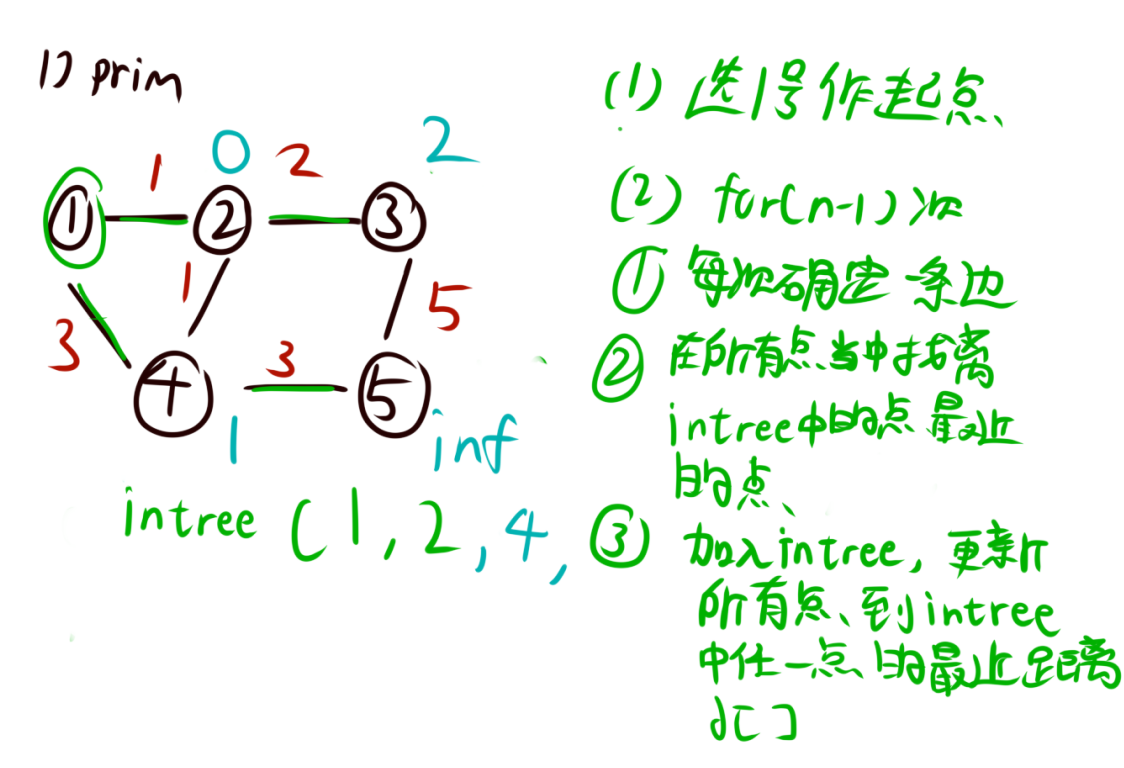 1) prim
0
2
1
2
① ② ③
1
3
5
3
④ ⑤
1
inf
intree (1,2,4,
(1) 选1号作起点、
(2) for(n-1)次
① 每次确定一条边
② 在所有点、当中找离
intree中的点 最近
的点、
③ 加入intree, 更新
所有点、到intree
中任一点的最近距离
d[ ]